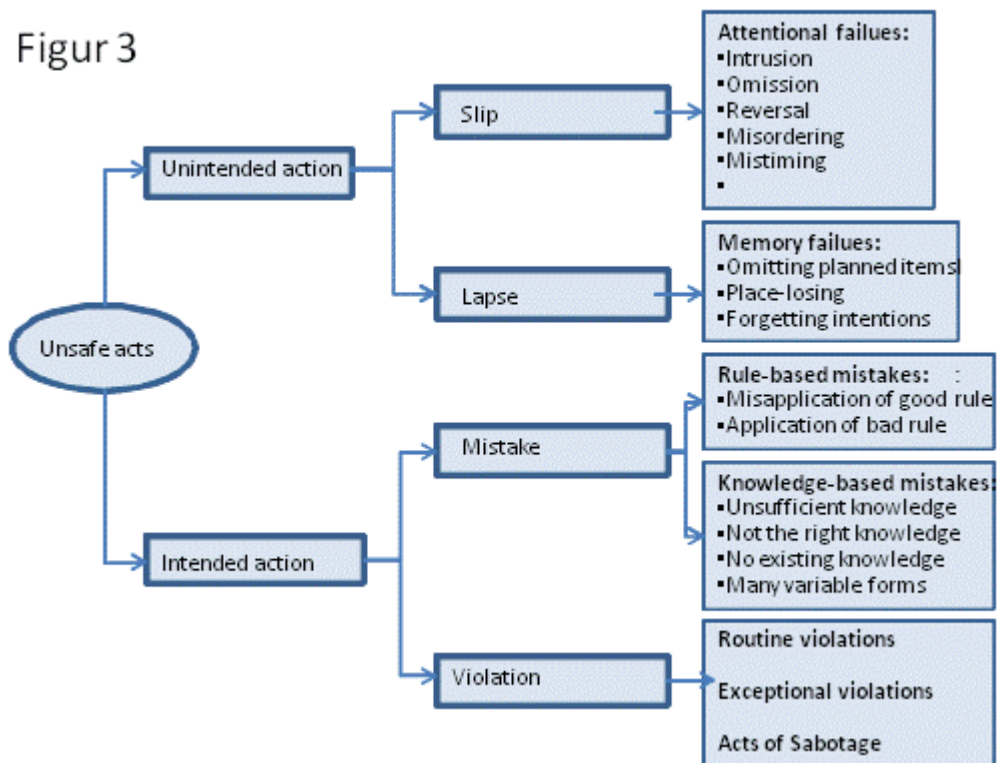 Figur 3
Attentional failures:
▪Intrusion
▪Omission
▪Reversal
▪Misordering
▪Mistiming
▪
Slip
Unintended action
Memory failures:
▪Omitting planned itemsl
▪Place-losing
▪Forgetting intentions
Lapse
Unsafe acts
Rule-based mistakes: :
▪Misapplication of good rule
▪Application of bad rule
Mistake
Knowledge-based mistakes:
▪Unsufficient knowledge
▪Not the right knowledge
▪No existing knowledge
▪Many variable forms
Intended action
Routine violations
Violation
Exceptional violations
Acts of Sabotage